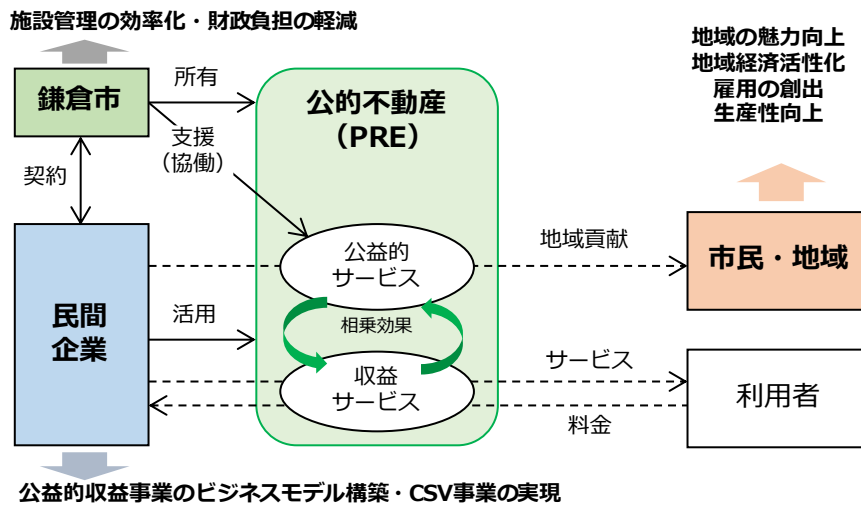 施設管理の効率化・財政負担の軽減
鎌倉市
所有
支援
（協働）
契約
公的不動産
（PRE）
地域の魅力向上
地域経済活性化
雇用の創出
生産性向上
民間
企業
活用
公益的
サービス
相乗効果
収益
サービス
地域貢献
市民・地域
サービス
料金
利用者
公益的収益事業のビジネスモデル構築・CSV事業の実現